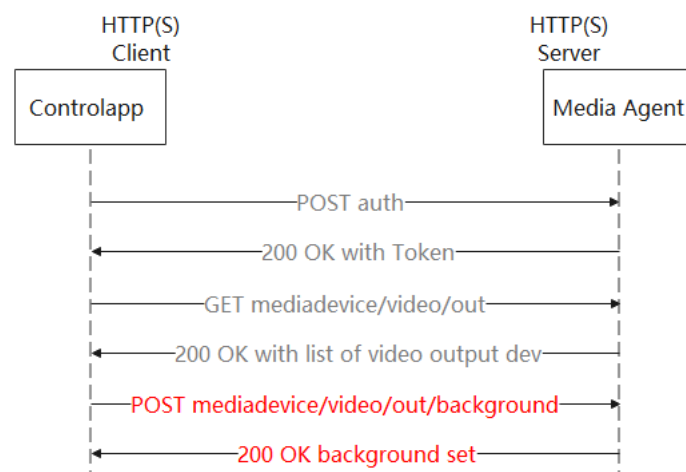 HTTP(S)
Client
HTTP(S)
Server
Controlapp
Media Agent
POST auth
200 OK with Token
GET mediadevice/video/out
200 OK with list of video output dev
POST mediadevice/video/out/background
200 OK background set